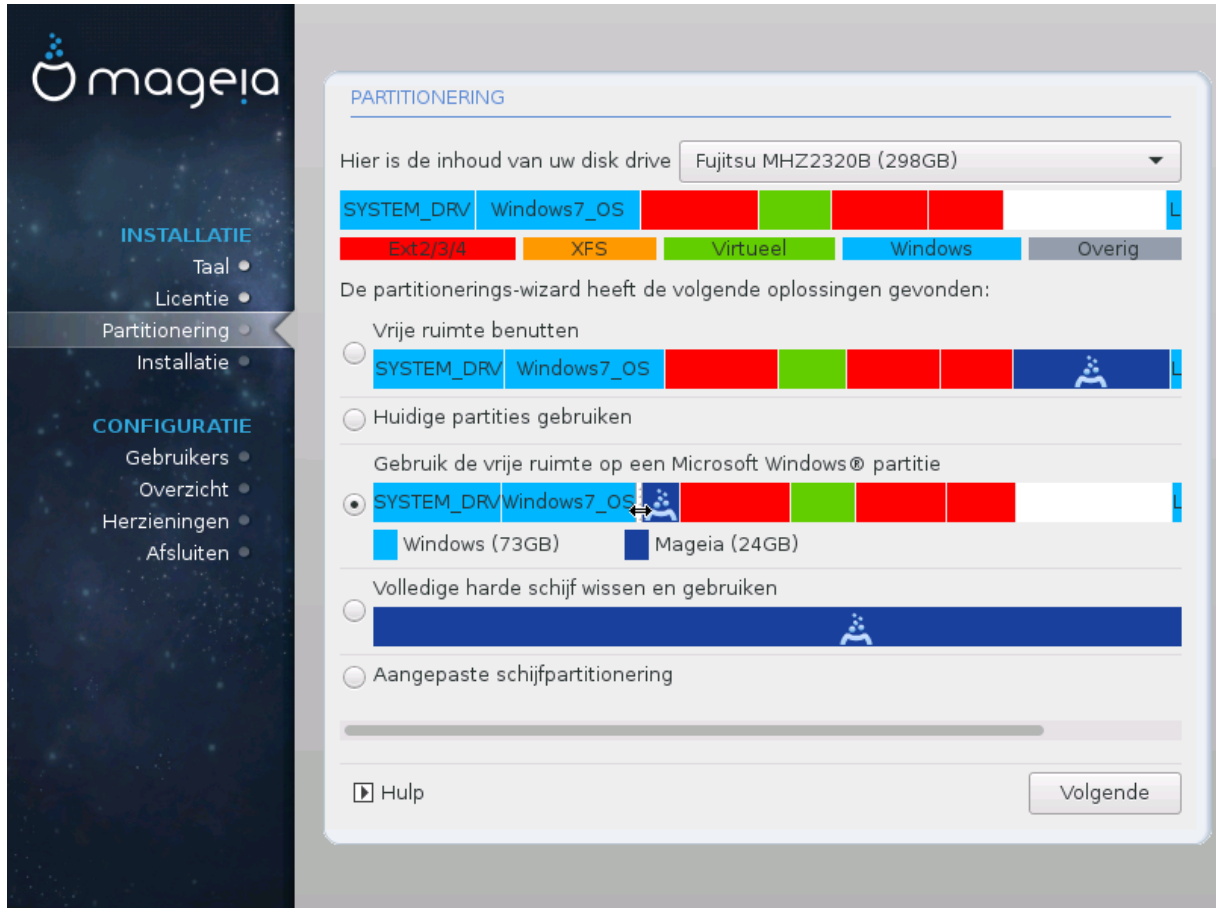 mageia
INSTALLATIE
Taal
Licentie
Partitionering
Installatie
CONFIGURATIE
Gebruikers
Overzicht
Herzieningen
Afsluiten
PARTITIONERING
Hier is de inhoud van uw disk drive Fujitsu MHZ2320B (298GB)
SYSTEM_DRV Windows7_OS L
Ext2/3/4 XFS Virtueel Windows Overig
De partitionerings-wizard heeft de volgende oplossingen gevonden:
Vrije ruimte benutten
SYSTEM_DRV Windows7_OS L
Huidige partities gebruiken
Gebruik de vrije ruimte op een Microsoft Windows® partitie
SYSTEM_DRV Windows7_OS L
Windows (73GB) Mageia (24GB)
Volledige harde schijf wissen en gebruiken
Aangepaste schijfpartitionering
Hulp
Volgende